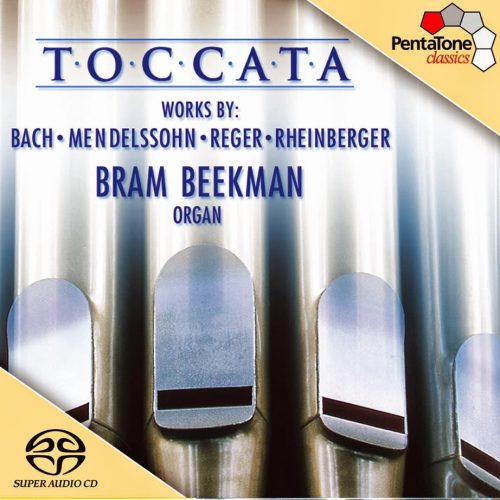 PentaTone
classics
T·O·C·C·A·T·A
WORKS BY:
BACH·MENDELSSOHN·REGER·RHEINBERGER
BRAM BEEKMAN
ORGAN
SUPER AUDIO CD